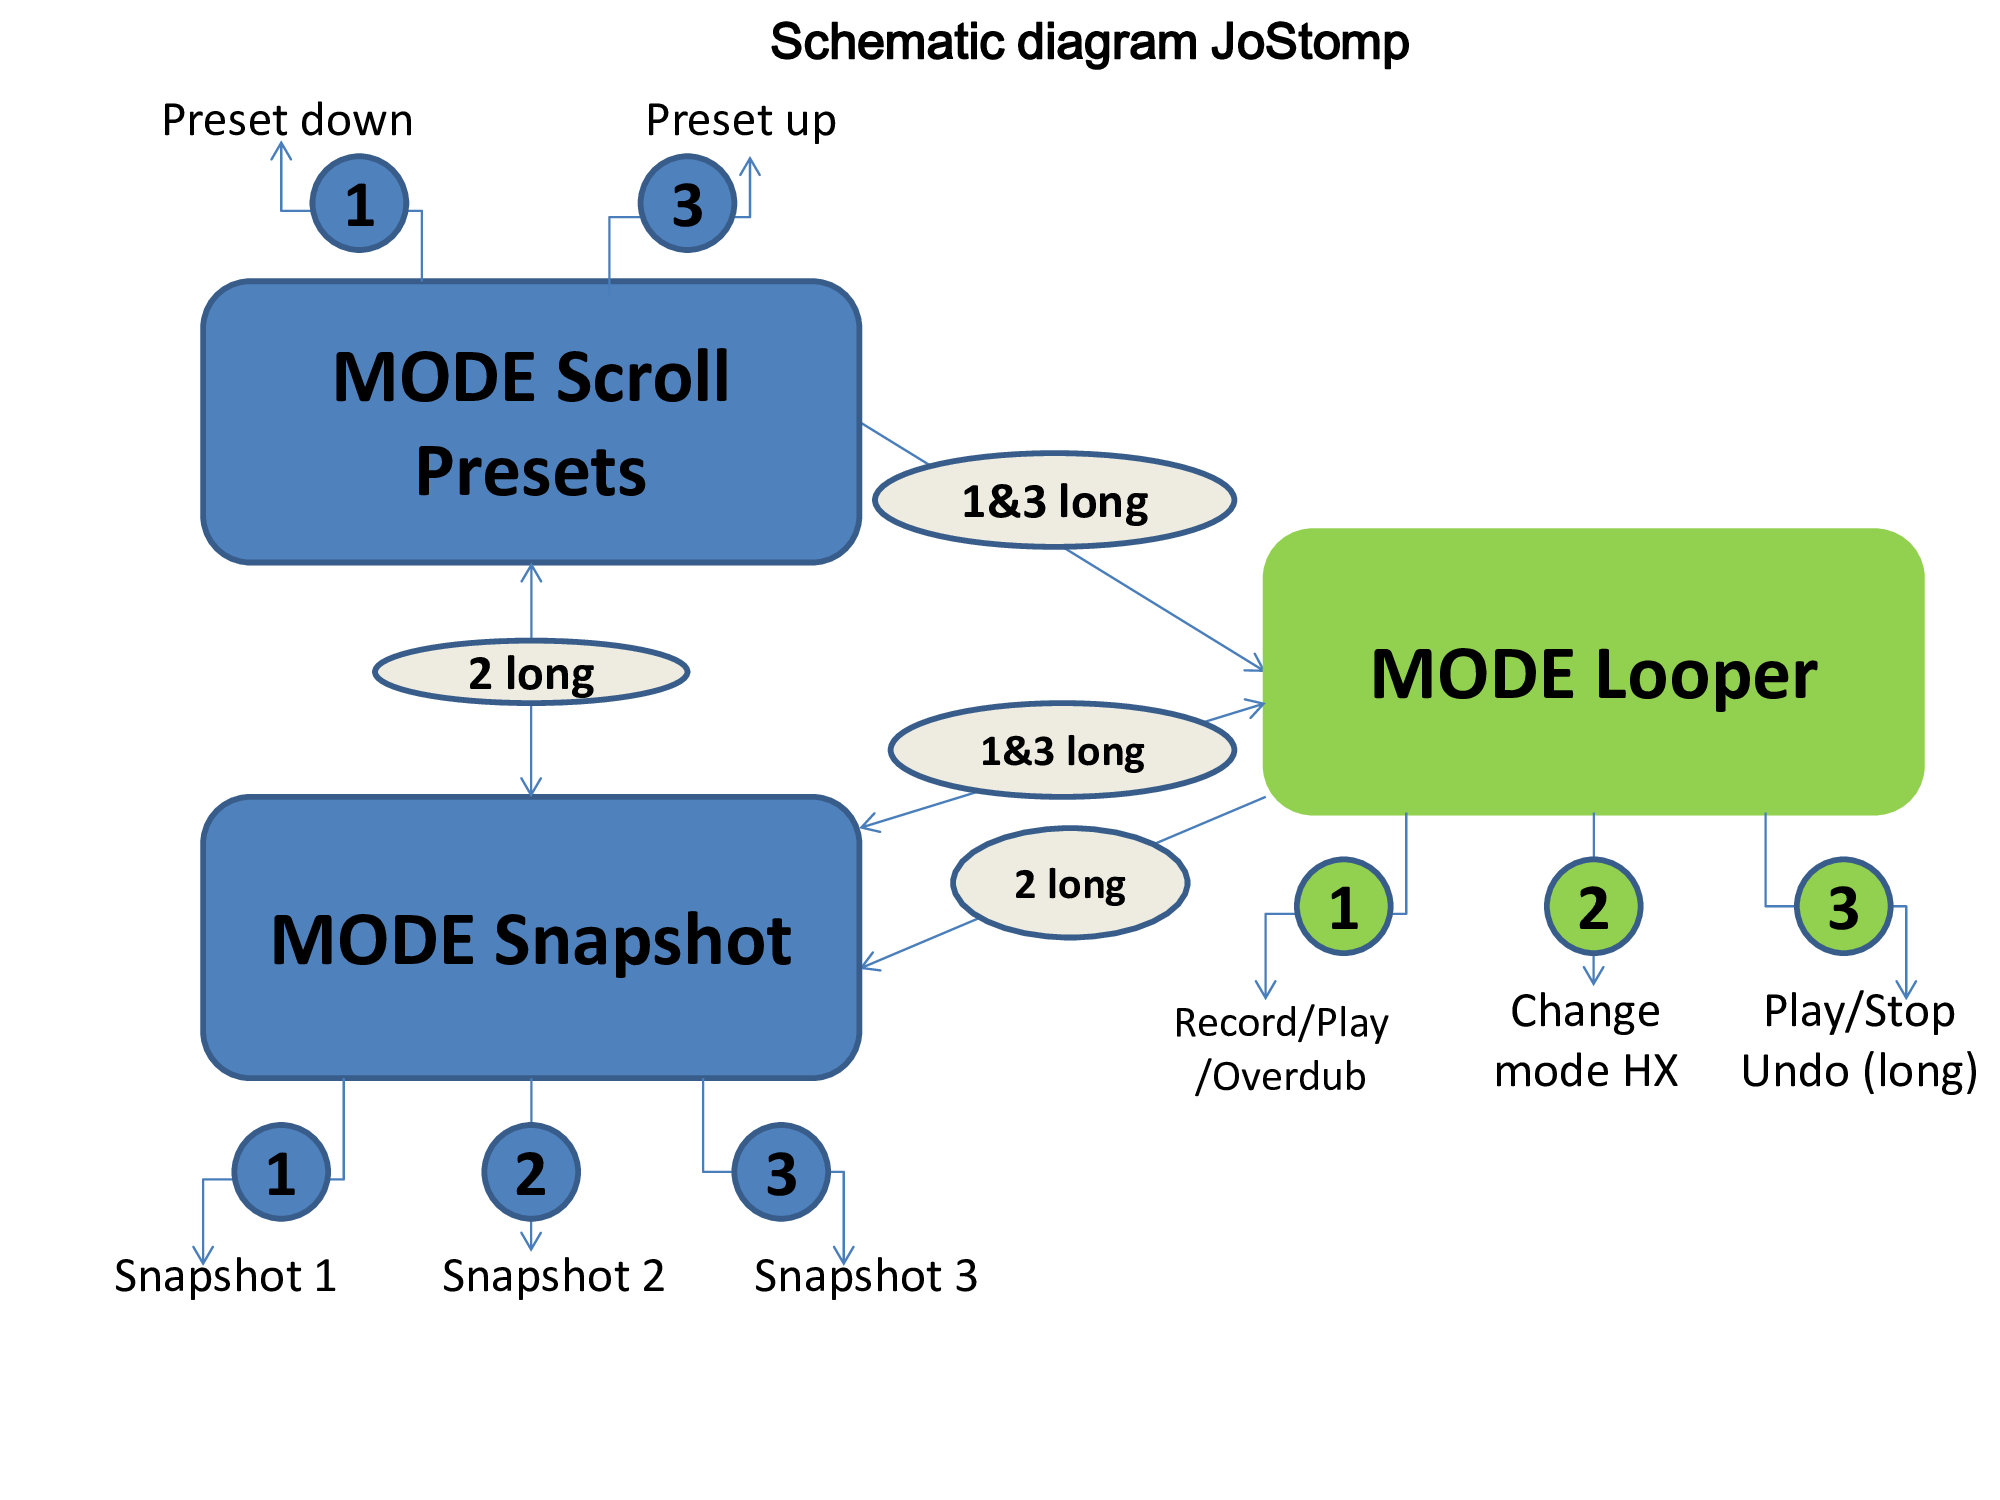 Schematic diagram JoStomp
Preset down
Preset up
1
3
MODE Scroll
Presets
1&3 long
2 long
MODE Looper
1&3 long
2 long
MODE Snapshot
1
2
3
Record/Play
/Overdub
Change
mode HX
Play/Stop
Undo (long)
1
2
3
Snapshot 1
Snapshot 2
Snapshot 3